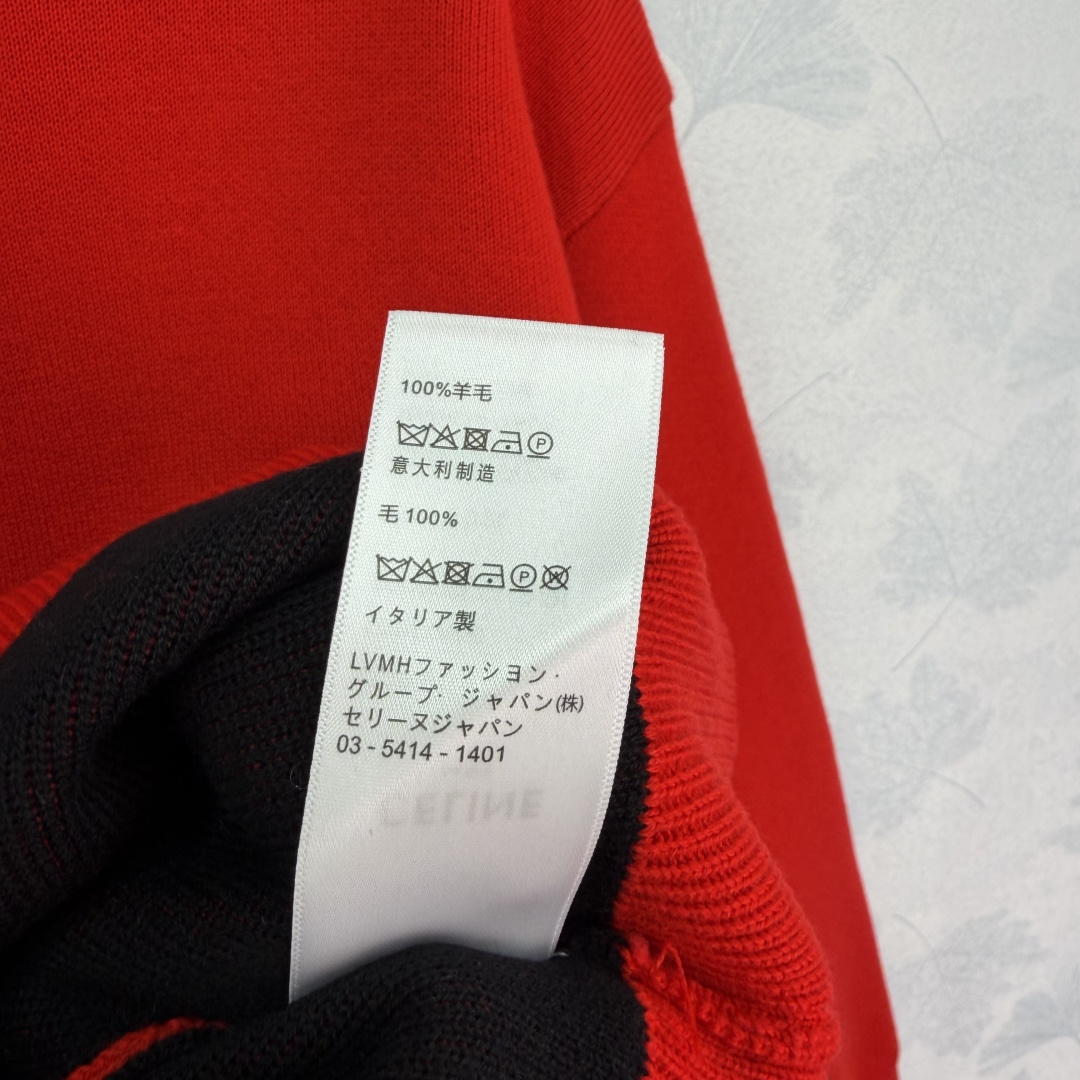 100%羊毛
P
意大利制造
毛 100%
P W
イタリア製
LVMHファッション・
グループ・ジャパン(株)
セリーヌジャパン
03 - 5414 - 1401
CELINE